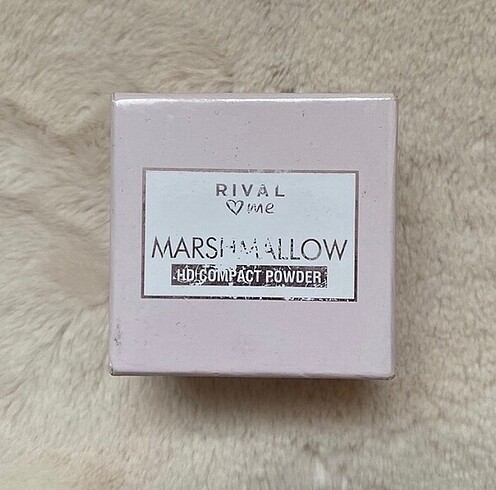 RIVAL
♡ me
MARSHMALLOW
HD COMPACT POWDER